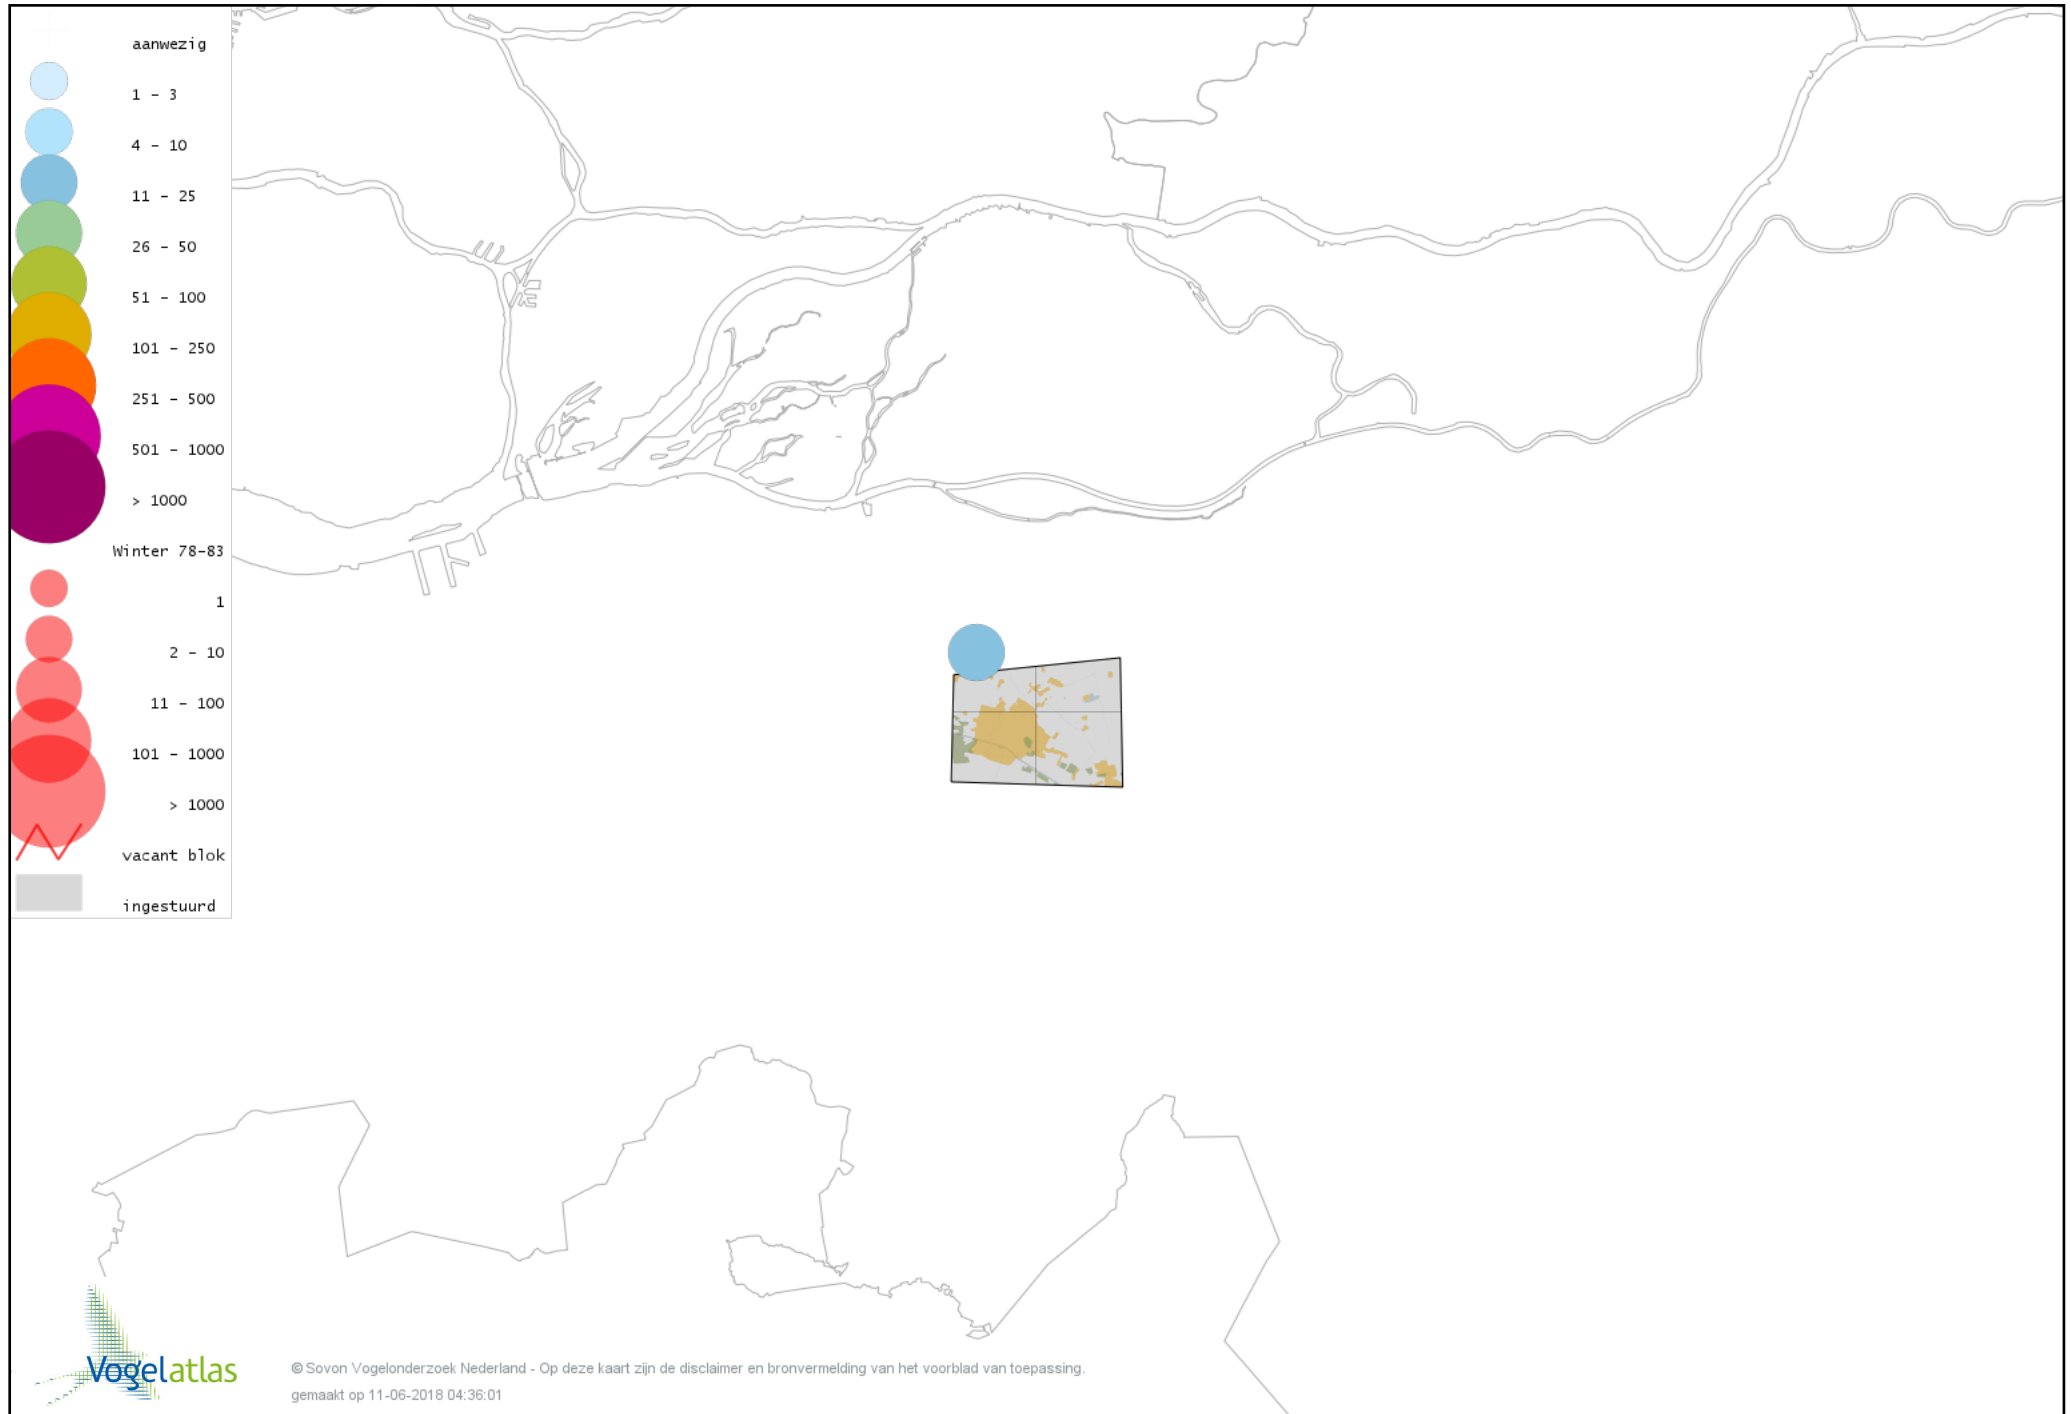 aanwezig
1 - 3
4 - 10
11 - 25
26 - 50
51 - 100
101 - 250
251 - 500
501 - 1000
> 1000
Winter 78-83
1
2 - 10
11 - 100
101 - 1000
> 1000
vacant blok
ingestuurd
Vogelatlas
© Sovon Vogelonderzoek Nederland - Op deze kaart zijn de disclaimer en bronvermelding van het voorblad van toepassing.
gemaakt op 11-06-2018 04:36:01